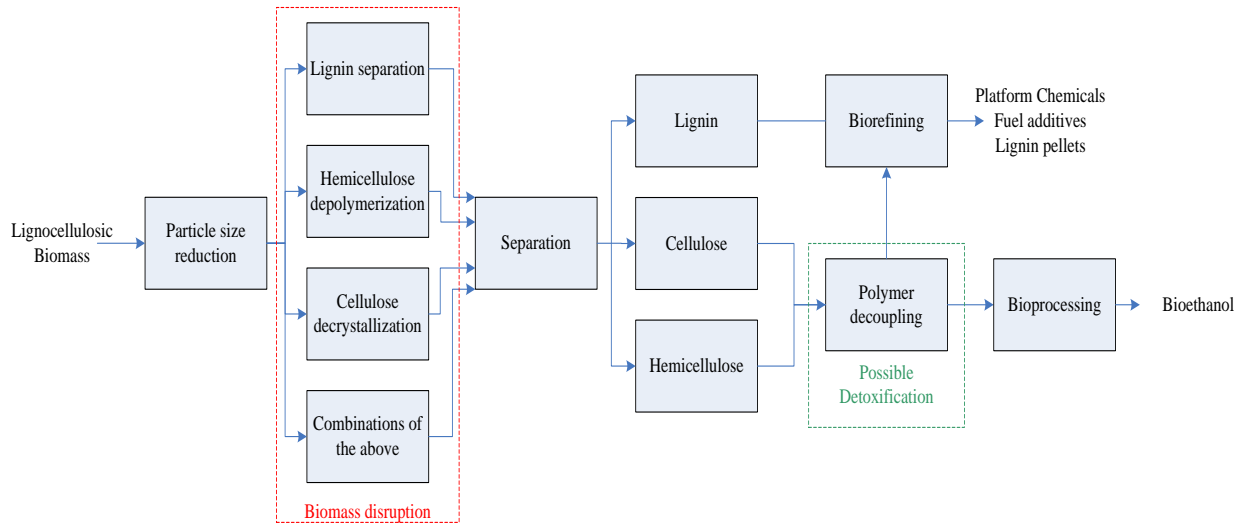 Lignocellulosic
Biomass
Particle size
reduction
Lignin separation
Hemicellulose
depolymerization
Cellulose
decrystallization
Combinations of
the above
Biomass disruption
Separation
Lignin
Cellulose
Hemicellulose
Biorefining
Platform Chemicals
Fuel additives
Lignin pellets
Polymer
decoupling
Possible
Detoxification
Bioprocessing
Bioethanol